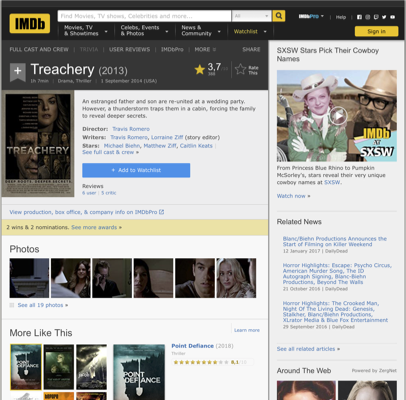 IMDb
Find Movies, TV shows, Celebrities and more...
All
IMDbPro
Help
Movies, TV
& Showtimes
Celebs, Events
& Photos
News &
Community
Watchlist
Sign in
FULL CAST AND CREW | TRIVIA | USER REVIEWS | IMDbPro | MORE
SHARE
Treachery (2013)
1h 7min | Drama, Thriller | 1 September 2014 (USA)
3,7
Rate
This
TREACHERY
An estranged father and son are re-united at a wedding party.
However, a thunderstorm traps them in a cabin, forcing the family
to reveal deeper secrets.
Director: Travis Romero
Writers: Travis Romero, Lorraine Ziff (story editor)
Stars: Michael Biehn, Matthew Ziff, Caitlin Keats
See full cast & crew »
+ Add to Watchlist
Reviews
6 user | 5 critic
View production, box office, & company info on IMDbPro
2 wins & 2 nominations. See more awards »
Photos
See all 19 photos »
More Like This
Learn more
POINT
DEFIANCE
Point Defiance (2018)
Thriller
8,1
SXSW Stars Pick Their Cowboy
Names
IMDb
AT
SXSW
From Princess Blue Rhino to Pumpkin
McSorley's, stars reveal their very unique
cowboy names at SXSW.
Watch now »
Related News
Blanc/Biehn Productions Announces the
Start of Filming on Killer Weekend
12 January 2017 | DailyDead
Horror Highlights: Escape; Psycho Circus,
American Murder Song, The ID
Autograph Signing, Blanc-Biehn
Productions, Beyond The Walls
21 October 2016 | DailyDead
Horror Highlights: The Crooked Man,
Night Of The Living Dead: Genesis,
Stalkher, Blanc/Biehn Productions,
XLrator Media & Blue Fox Entertainment
29 September 2016 | DailyDead
See all related articles »
Around The Web
Powered by ZergNet